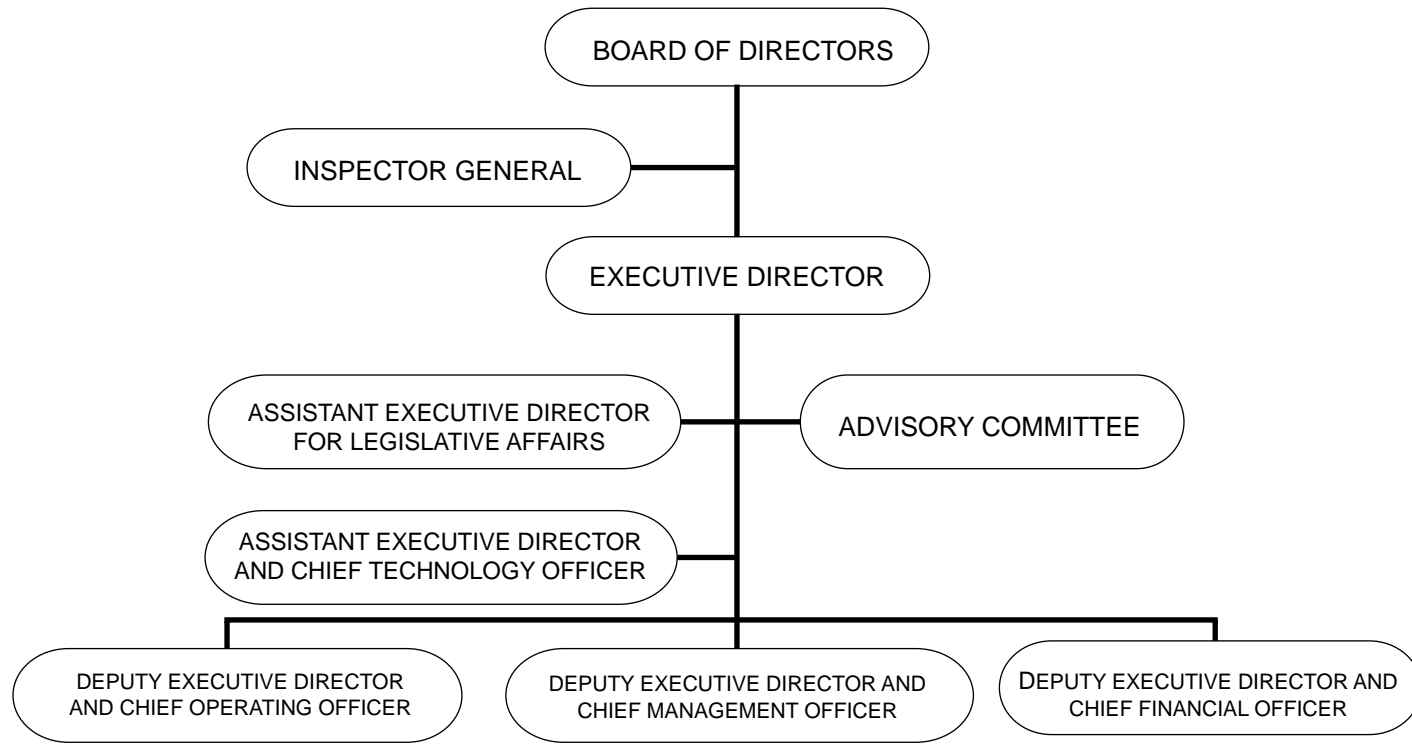 BOARD OF DIRECTORS
INSPECTOR GENERAL
EXECUTIVE DIRECTOR
ASSISTANT EXECUTIVE DIRECTOR
FOR LEGISLATIVE AFFAIRS
ADVISORY COMMITTEE
ASSISTANT EXECUTIVE DIRECTOR
AND CHIEF TECHNOLOGY OFFICER
DEPUTY EXECUTIVE DIRECTOR
AND CHIEF OPERATING OFFICER
DEPUTY EXECUTIVE DIRECTOR AND
CHIEF MANAGEMENT OFFICER
DEPUTY EXECUTIVE DIRECTOR AND
CHIEF FINANCIAL OFFICER